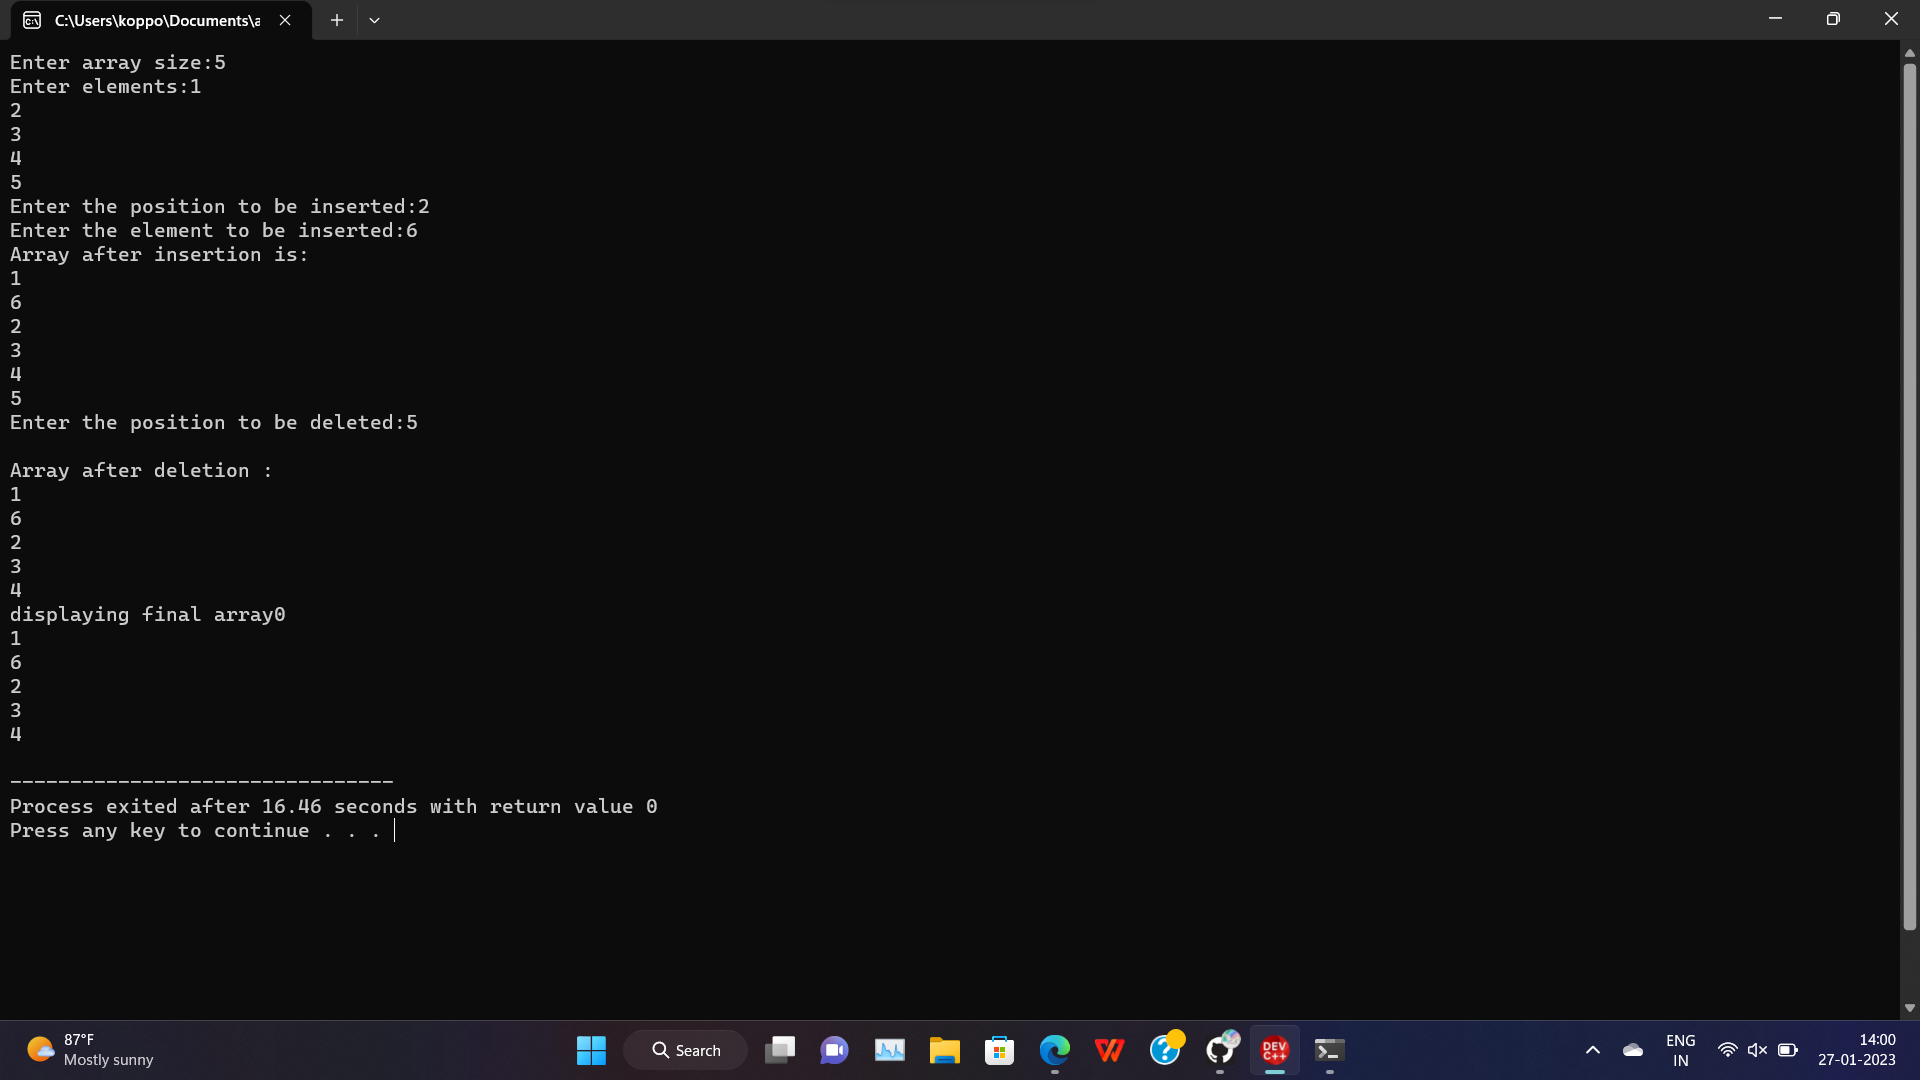 C:\Users\koppo\Documents\a
Enter array size:5
Enter elements:1
2
3
4
5
Enter the position to be inserted:2
Enter the element to be inserted:6
Array after insertion is:
1
6
2
3
4
5
Enter the position to be deleted:5
Array after deletion :
1
6
2
3
4
displaying final array0
1
6
2
3
4
--------------------------------
Process exited after 16.46 seconds with return value 0
Press any key to continue . . .
87°F
Mostly sunny
Search
DEV
C++
ENG
IN
14:00
27-01-2023